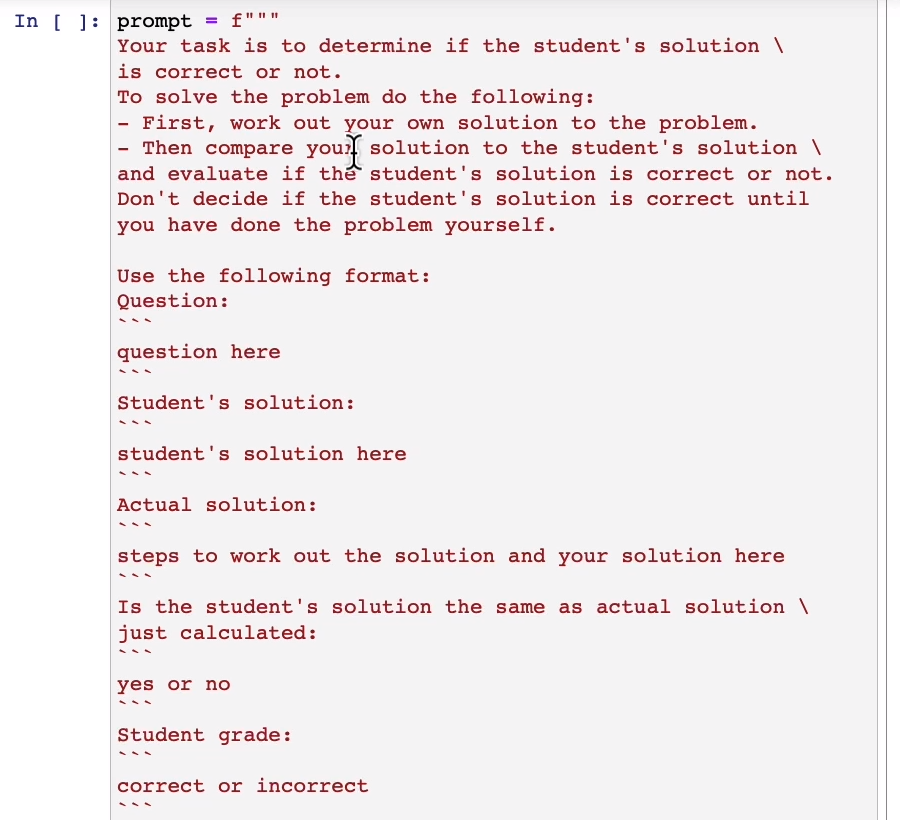 In [ ]: prompt = f"""
Your task is to determine if the student's solution \
is correct or not.
To solve the problem do the following:
- First, work out your own solution to the problem.
- Then compare your solution to the student's solution \
and evaluate if the student's solution is correct or not.
Don't decide if the student's solution is correct until
you have done the problem yourself.

Use the following format:
Question:
```
question here
```
Student's solution:
```
student's solution here
```
Actual solution:
```
steps to work out the solution and your solution here
```
Is the student's solution the same as actual solution \
just calculated:
```
yes or no
```
Student grade:
```
correct or incorrect
```